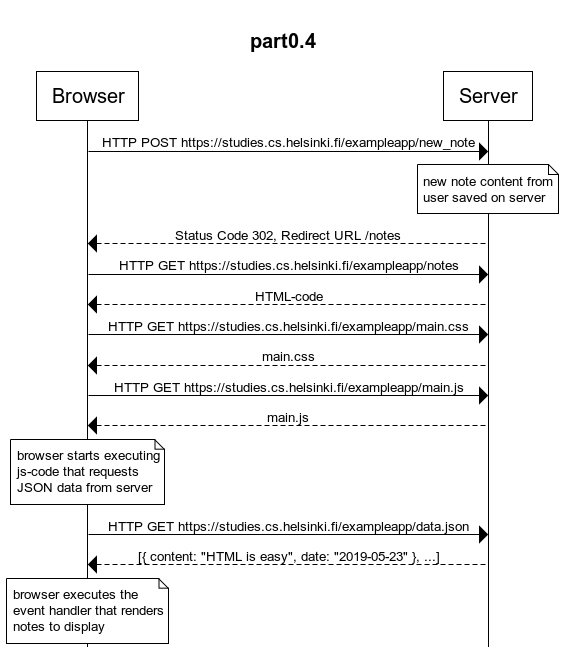 part0.4
Browser
Server
HTTP POST https://studies.cs.helsinki.fi/exampleapp/new_note
new note content from
user saved on server
Status Code 302, Redirect URL /notes
HTTP GET https://studies.cs.helsinki.fi/exampleapp/notes
HTML-code
HTTP GET https://studies.cs.helsinki.fi/exampleapp/main.css
main.css
HTTP GET https://studies.cs.helsinki.fi/exampleapp/main.js
main.js
browser starts executing
js-code that requests
JSON data from server
HTTP GET https://studies.cs.helsinki.fi/exampleapp/data.json
[{ content: "HTML is easy", date: "2019-05-23" }, ...]
browser executes the
event handler that renders
notes to display